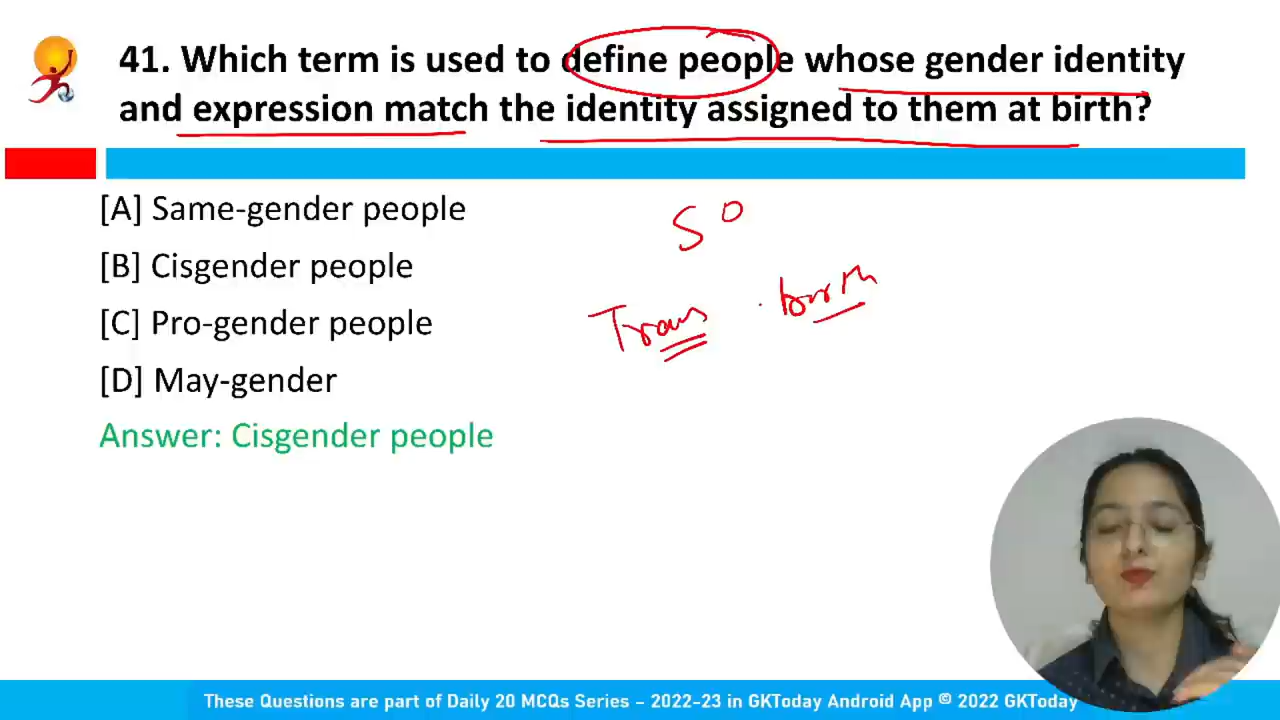 41. Which term is used to define people whose gender identity
and expression match the identity assigned to them at birth?
[A] Same-gender people
[B] Cisgender people
[C] Pro-gender people
[D] May-gender
Answer: Cisgender people
S O
Trans birth
These Questions are part of Daily 20 MCQs Series – 2022-23 in GKToday Android App © 2022 GKToday